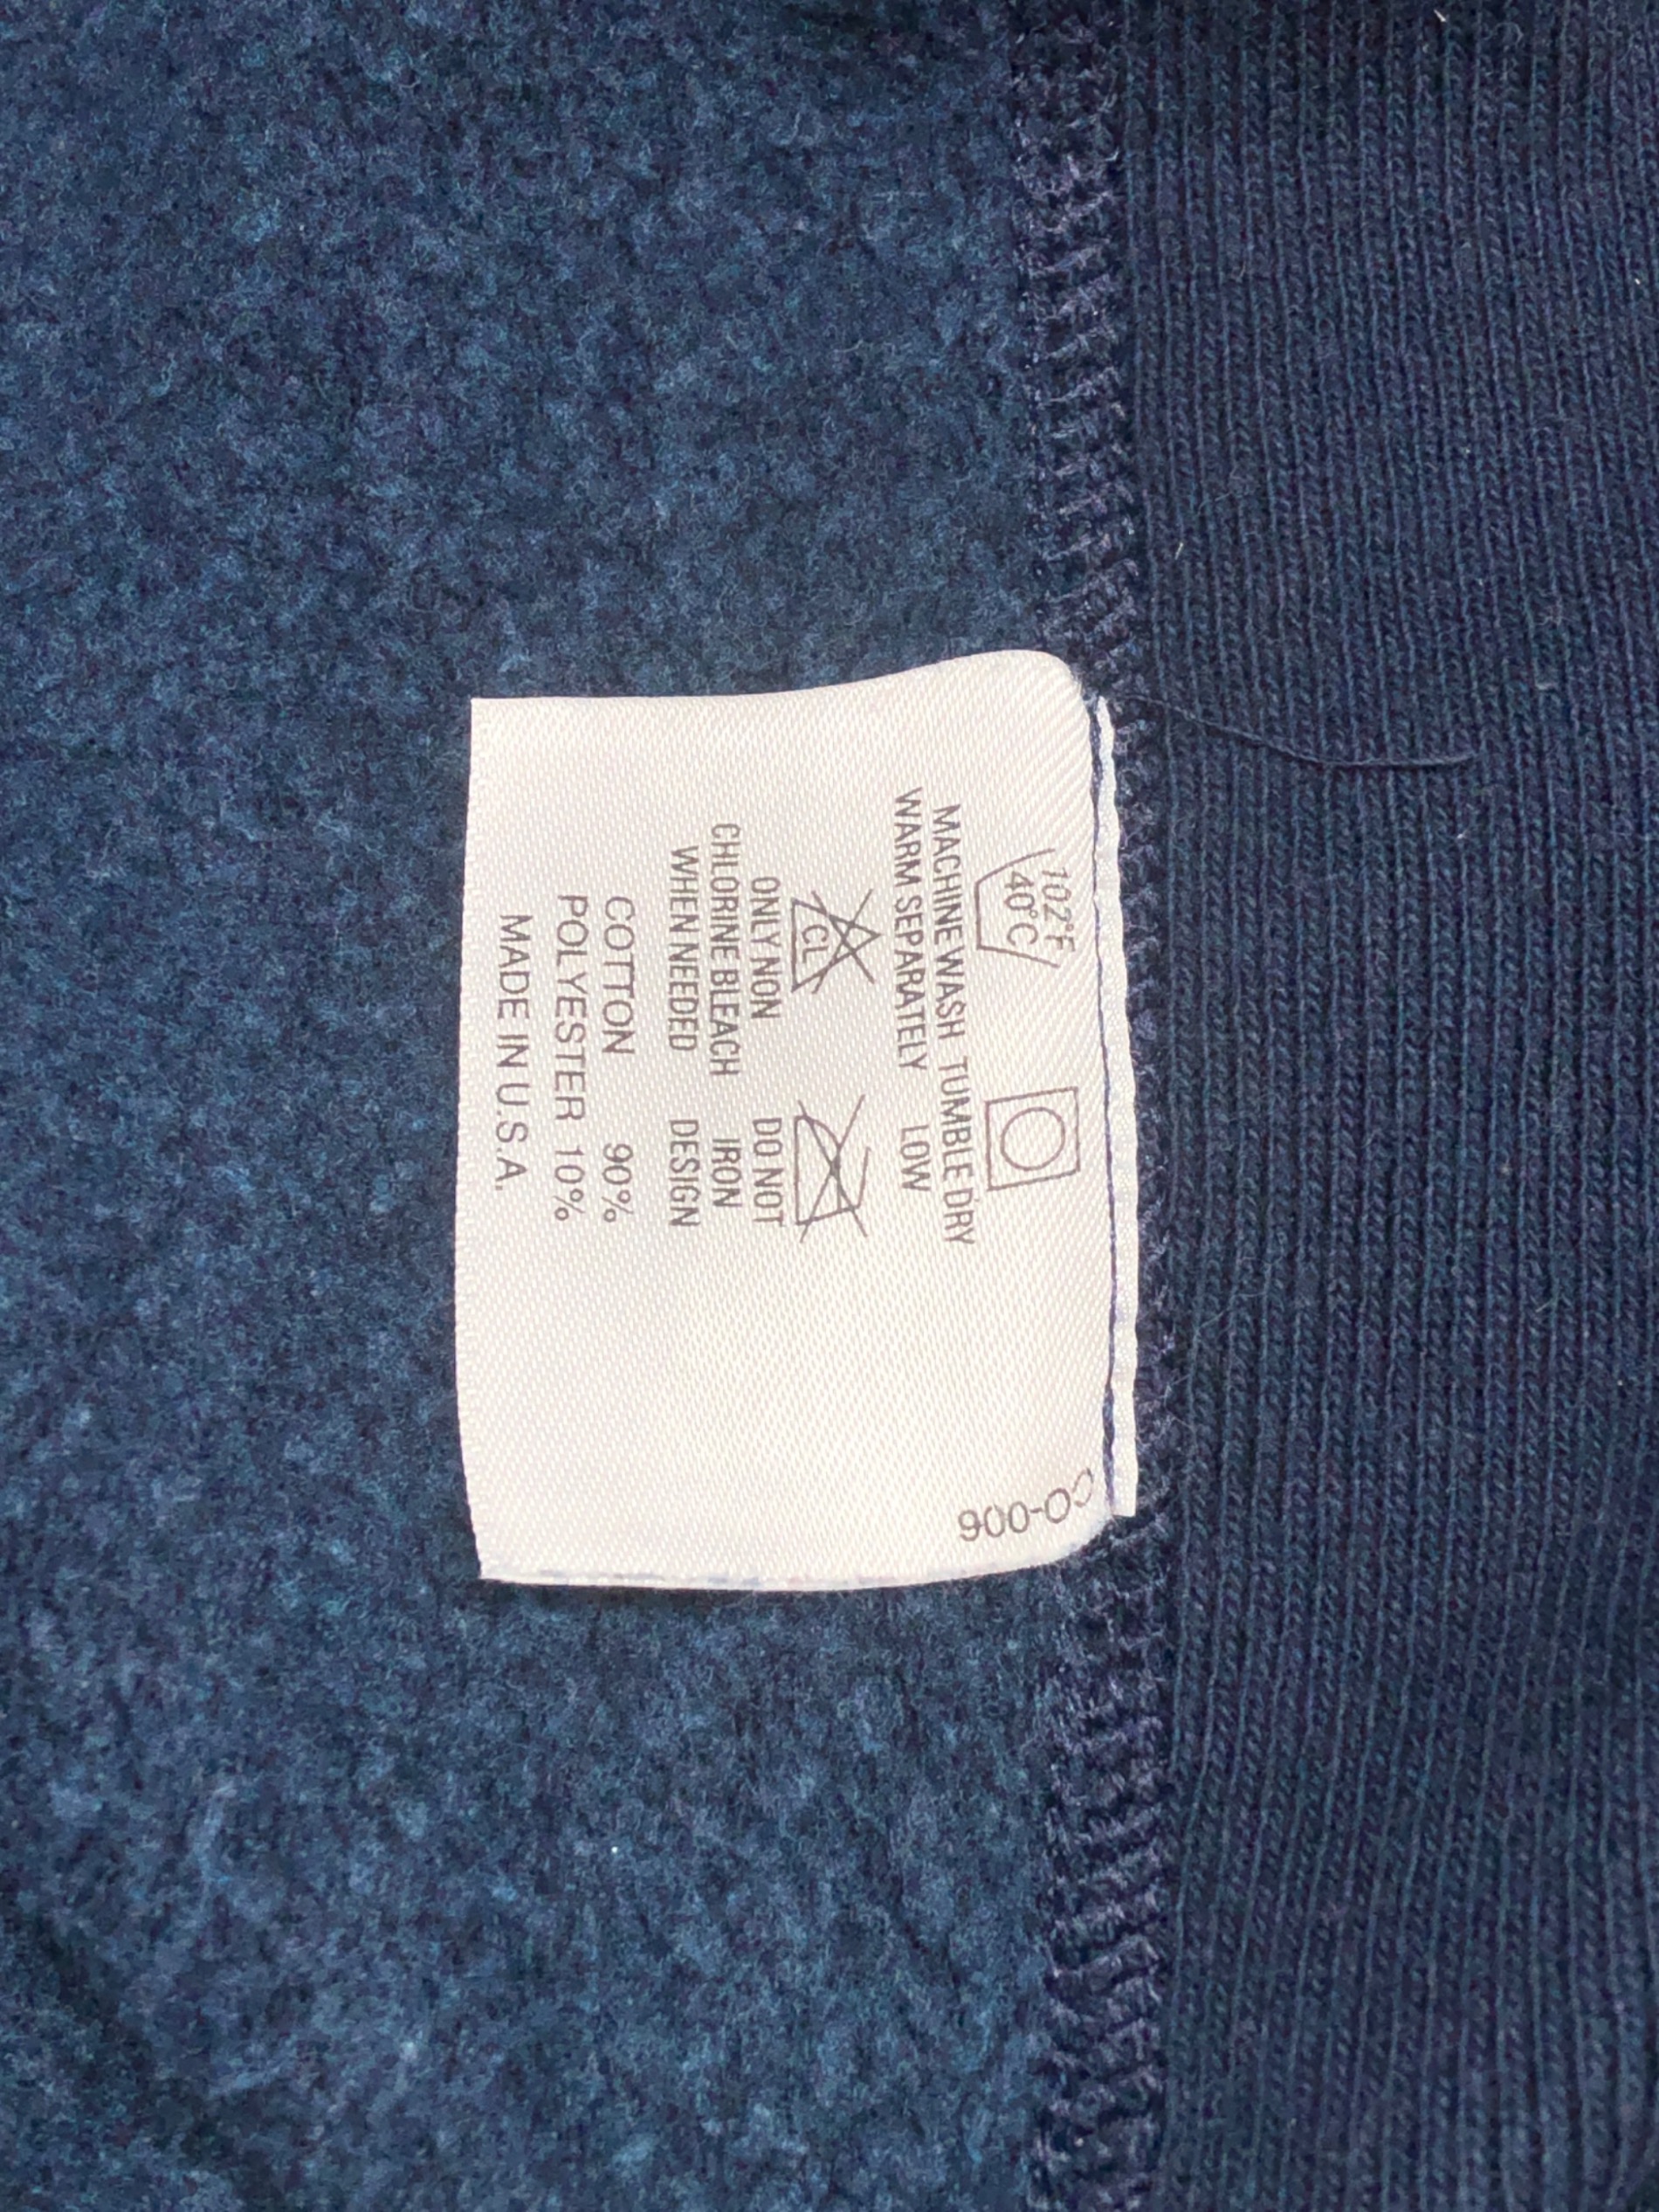 102°F
40°C
MACHINE WASH TUMBLE DRY
WARM SEPARATELY LOW
CL
ONLY NON DO NOT
CHLORINE BLEACH IRON
WHEN NEEDED DESIGN
COTTON 90%
POLYESTER 10%
MADE IN U.S.A.
CO-006